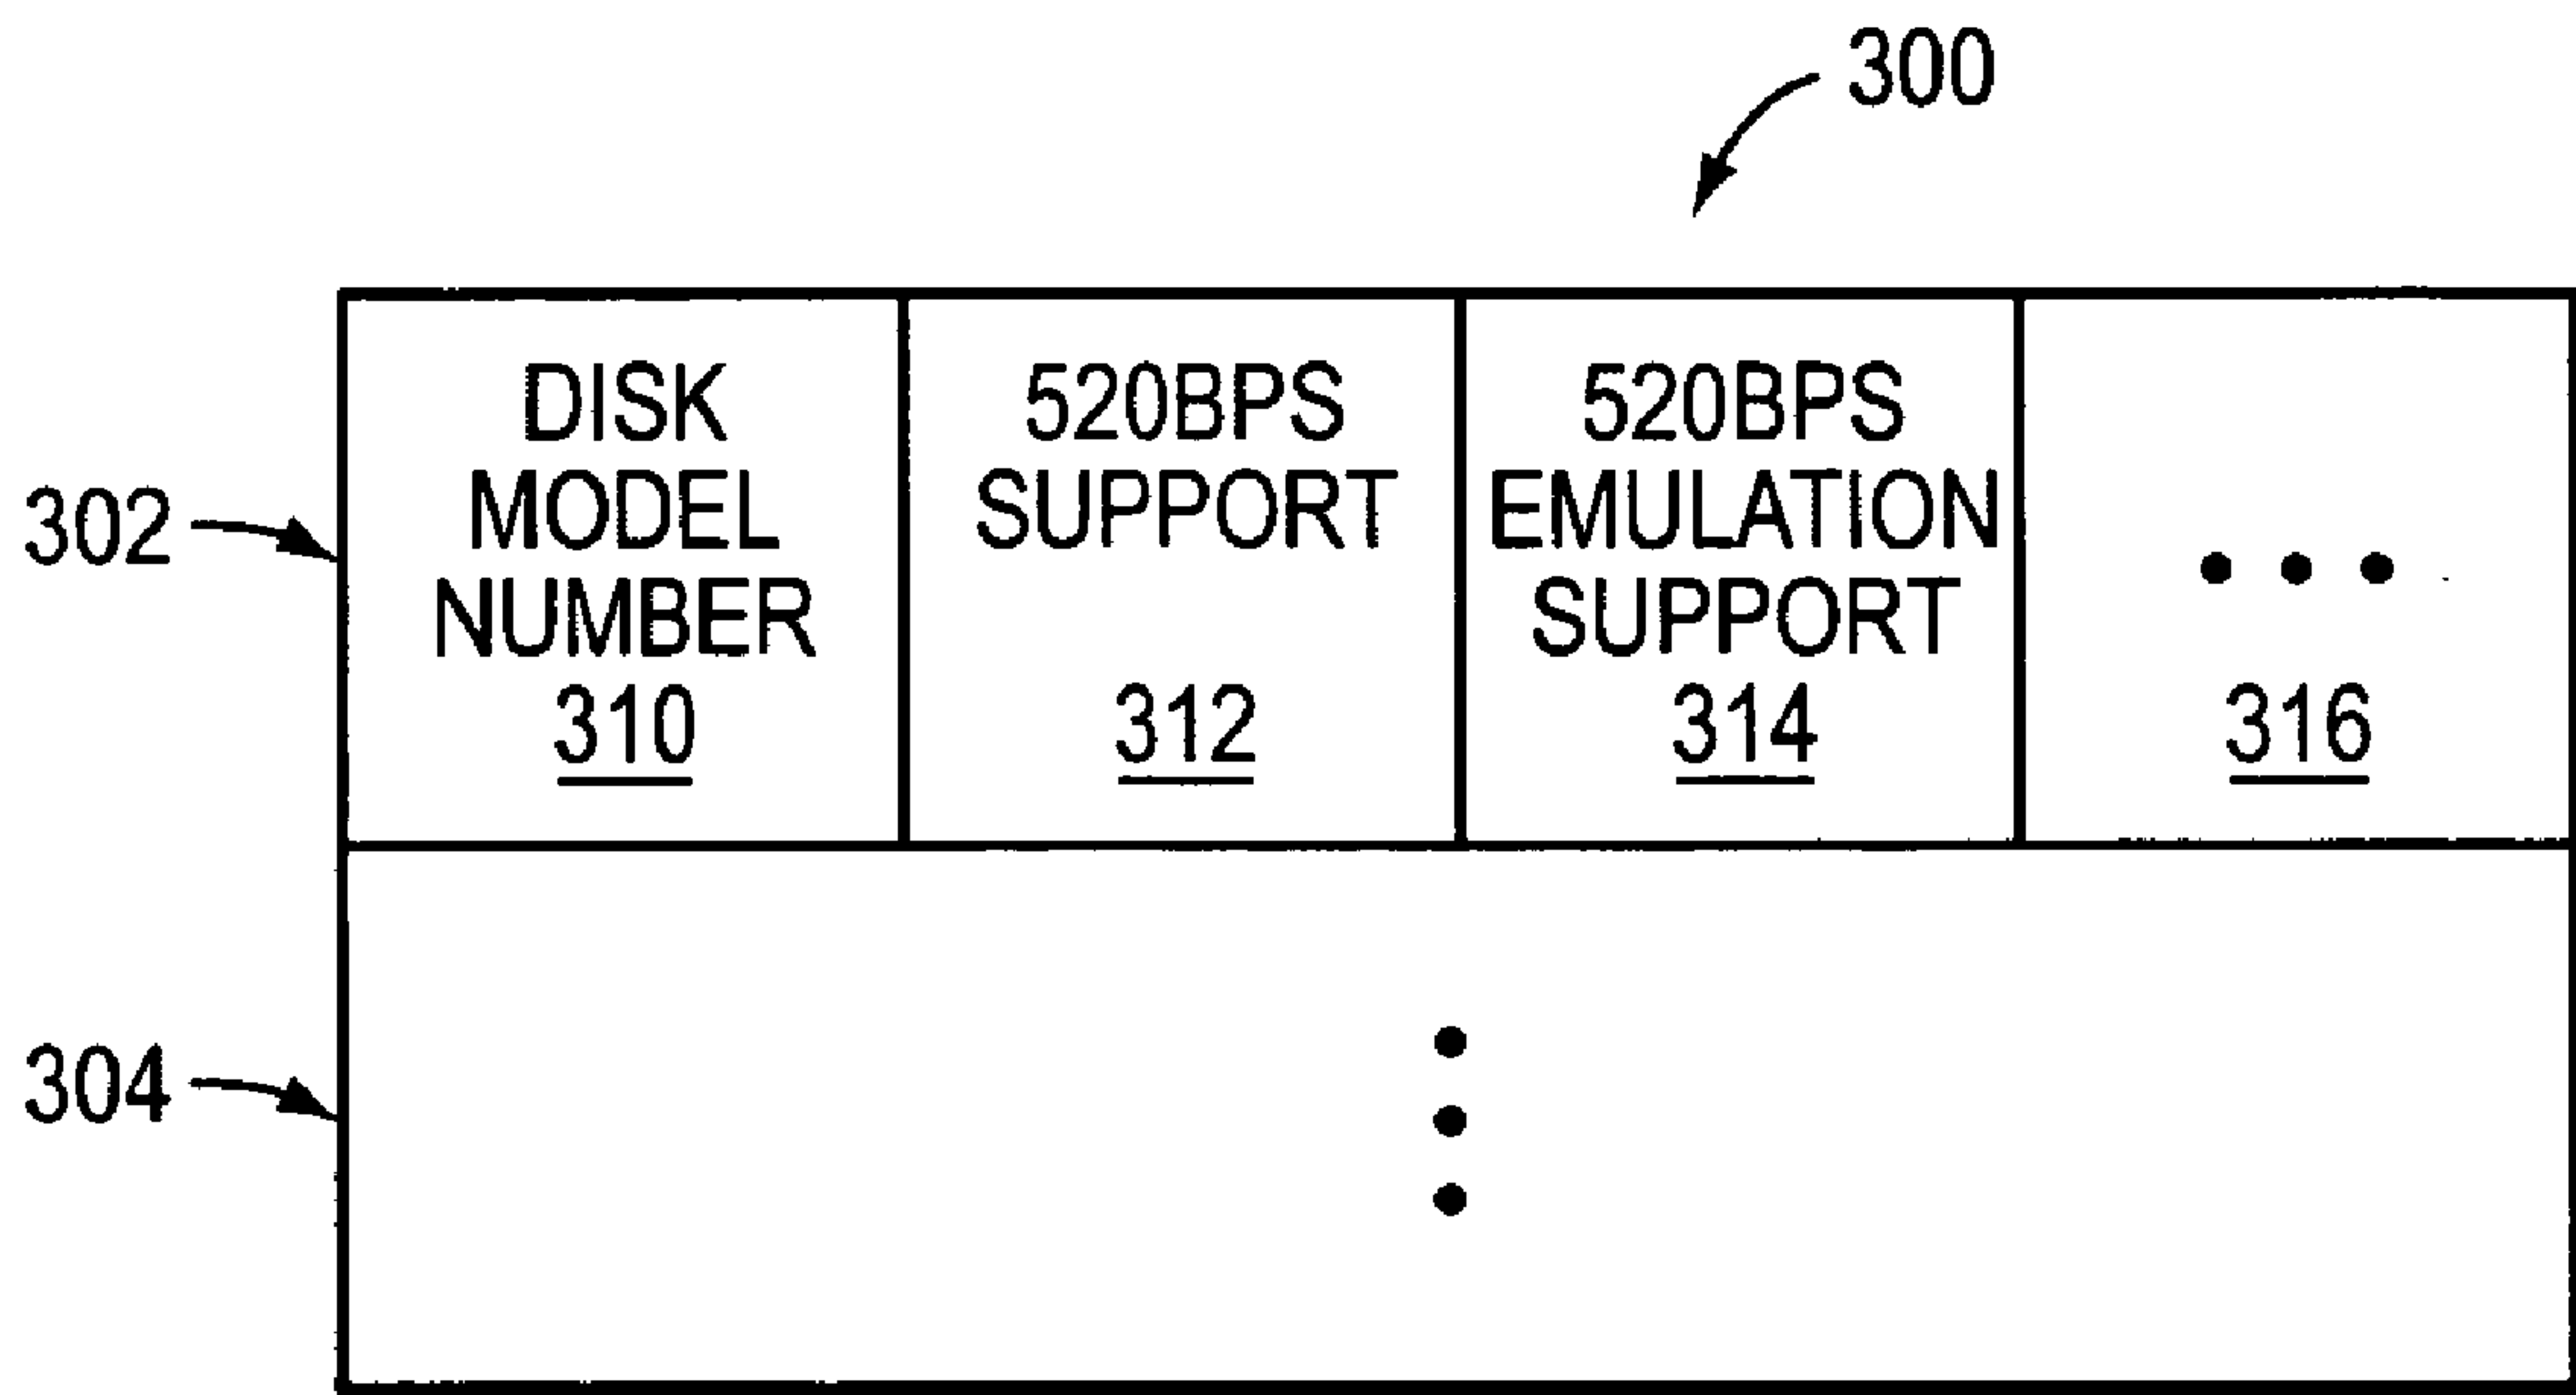 300
302
DISK
MODEL
NUMBER
310
520BPS
SUPPORT
312
520BPS
EMULATION
SUPPORT
314
316
304